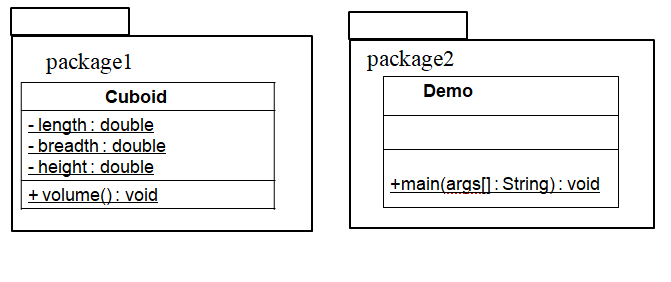 package1
Cuboid
- length : double
- breadth : double
- height : double
+ volume() : void
package2
Demo
+main(args[] : String) : void